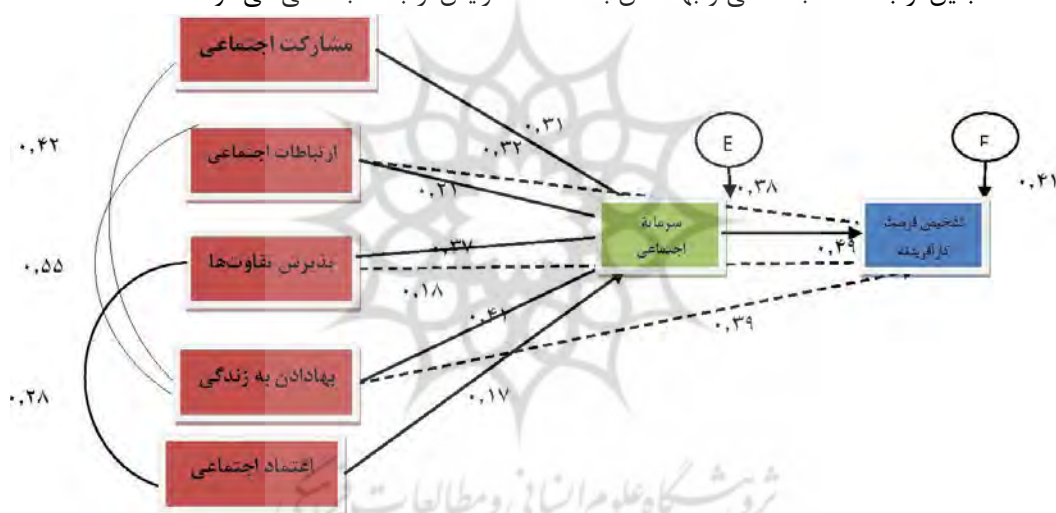 مشارکت اجتماعی
۰,۳۱
۰,۴۲
ارتباطات اجتماعی
۰,۳۲
۰,۲۱
E
۰,۳۸
۰,۴۱
سرمایة
اجتماعی
تشخیص فرصت
کارآفرینانه
۰,۴۹
۰,۵۵
پذیرش تفاوت‌ها
۰,۳۷
۰,۱۸
۰,۴۱
۰,۳۹
بهادادن به زندگی
۰,۲۸
۰,۱۷
اعتماد اجتماعی
پژوهشگاه علوم انسانی و مطالعات فرهنگی